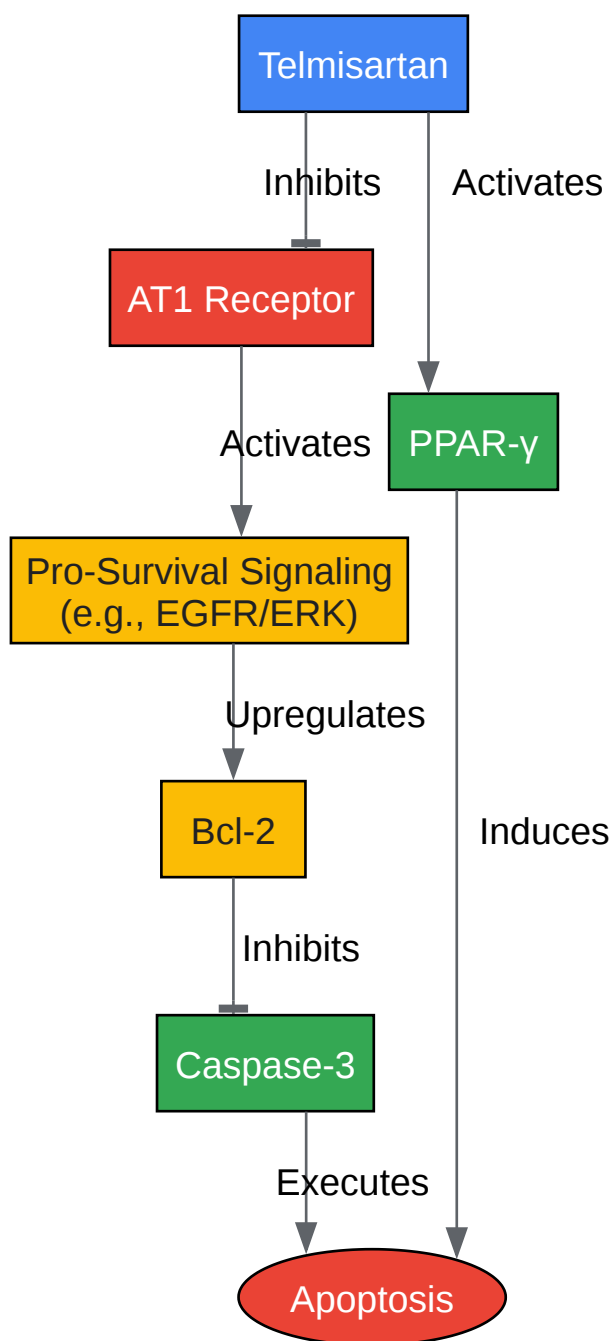 Telmisartan
Inhibits
Activates
AT1 Receptor
Activates
PPAR-γ
Pro-Survival Signaling
(e.g., EGFR/ERK)
Upregulates
Bcl-2
Induces
Inhibits
Caspase-3
Executes
Apoptosis